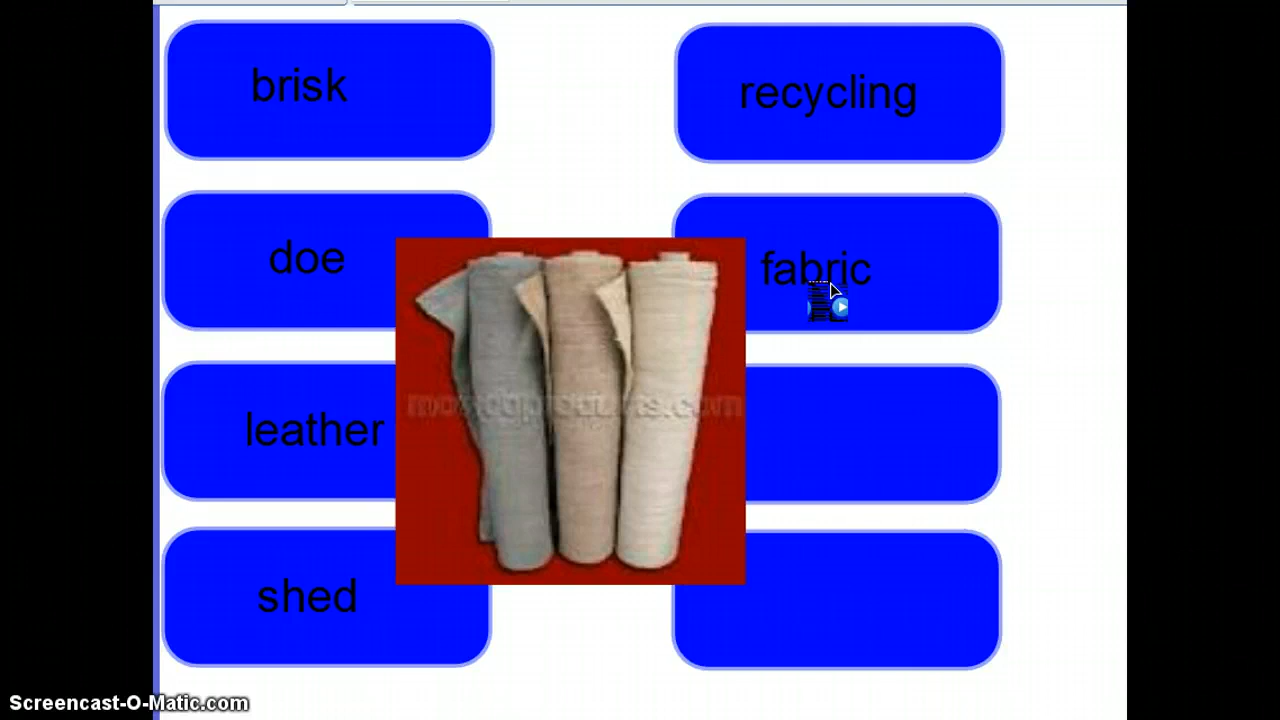 brisk
recycling
doe
fabric
leather
shed
Screencast-O-Matic.com